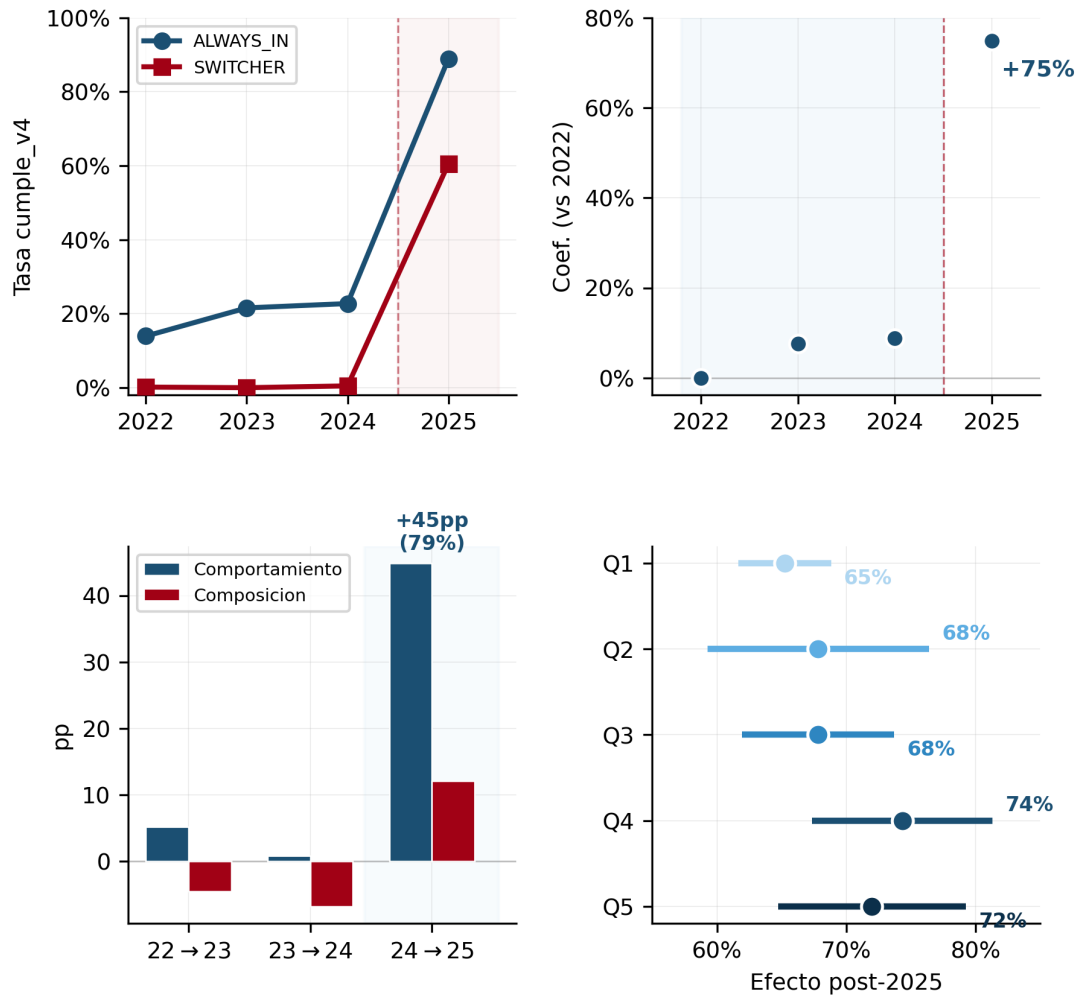 100%
80%
60%
40%
20%
0%
Tasa cumple_v4
ALWAYS_IN
SWITCHER
2022
2023
2024
2025
80%
60%
40%
20%
0%
Coef. (vs 2022)
+75%
2022
2023
2024
2025
+45pp
(79%)
40
30
20
10
0
pp
Comportamiento
Composicion
22→23
23→24
24→25
Q1
65%
Q2
68%
Q3
68%
Q4
74%
Q5
72%
60%
70%
80%
Efecto post-2025